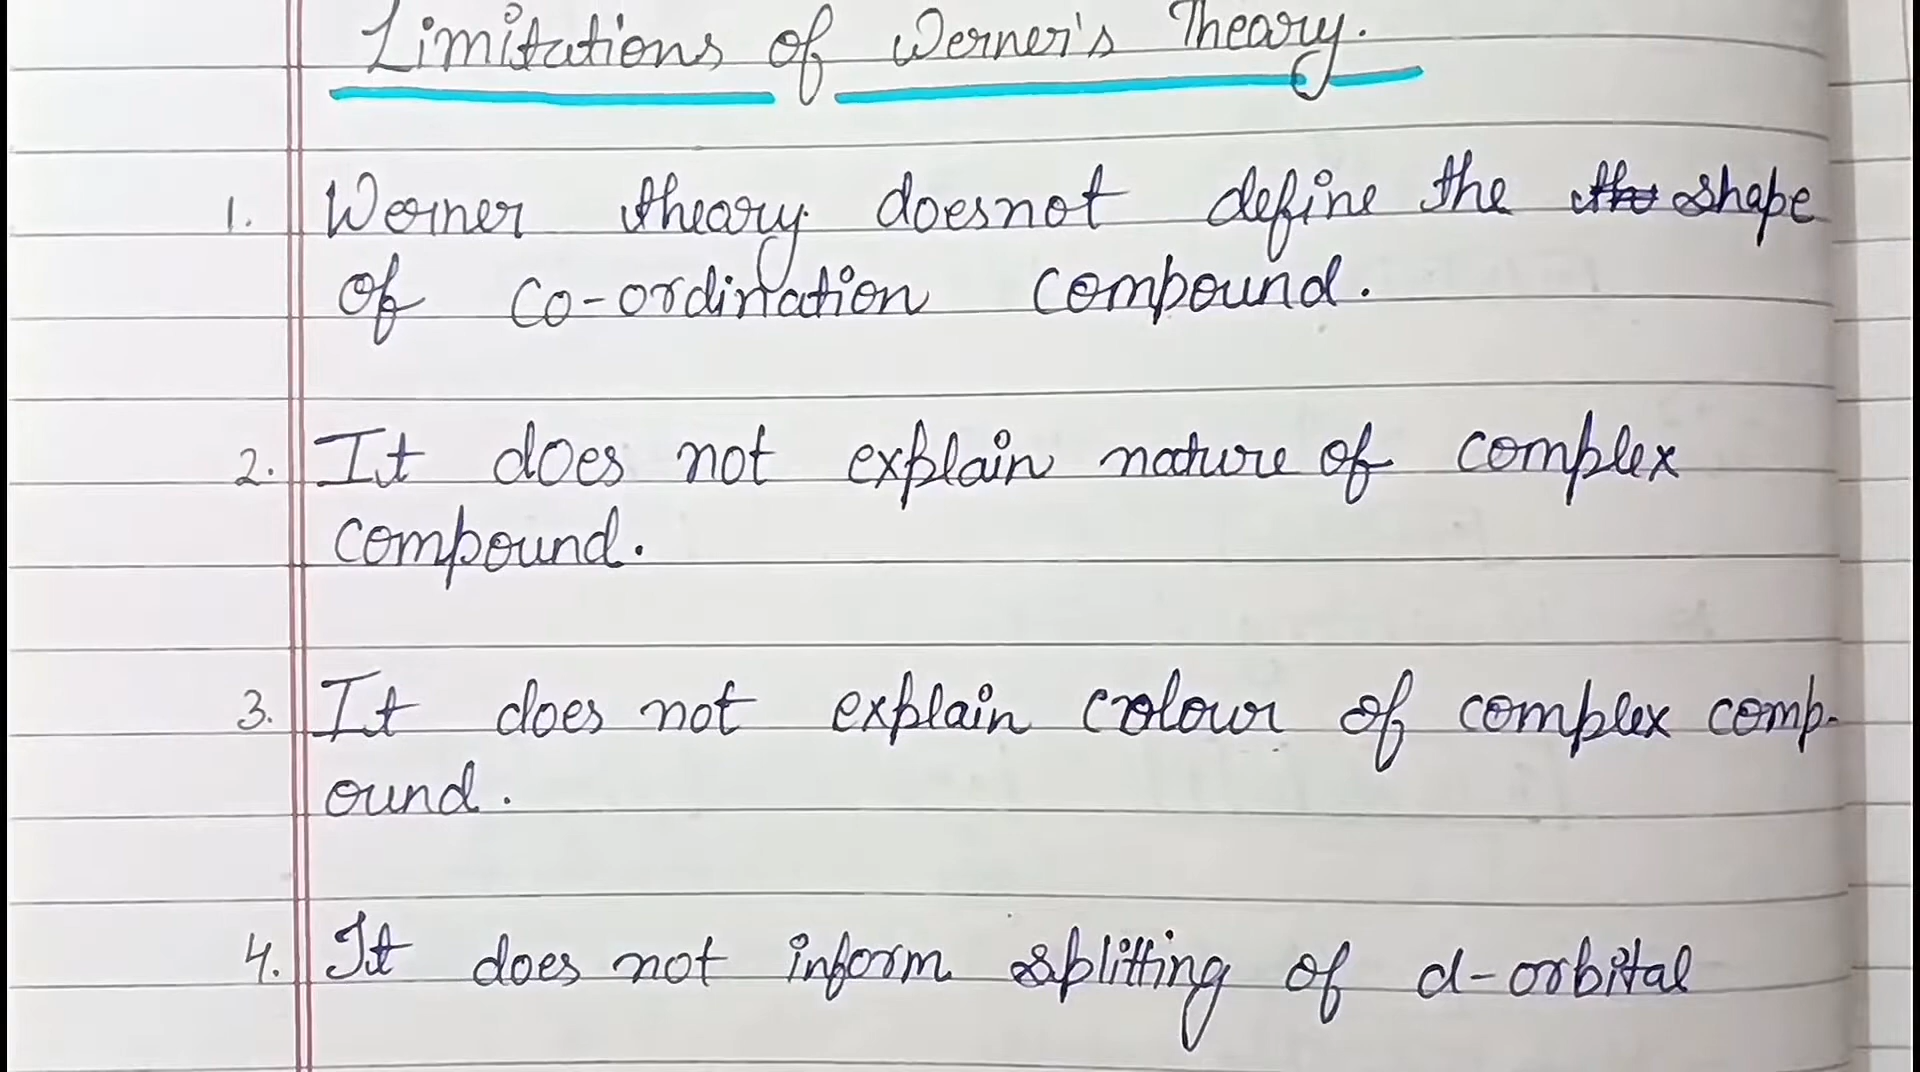 Limitations of Werner's Theory.
1. Werner theory doesnot define the the shape
of co-ordination compound.
2. It does not explain nature of complex
compound.
3. It does not explain colour of complex comp-
ound.
4. It does not inform splitting of d-orbital